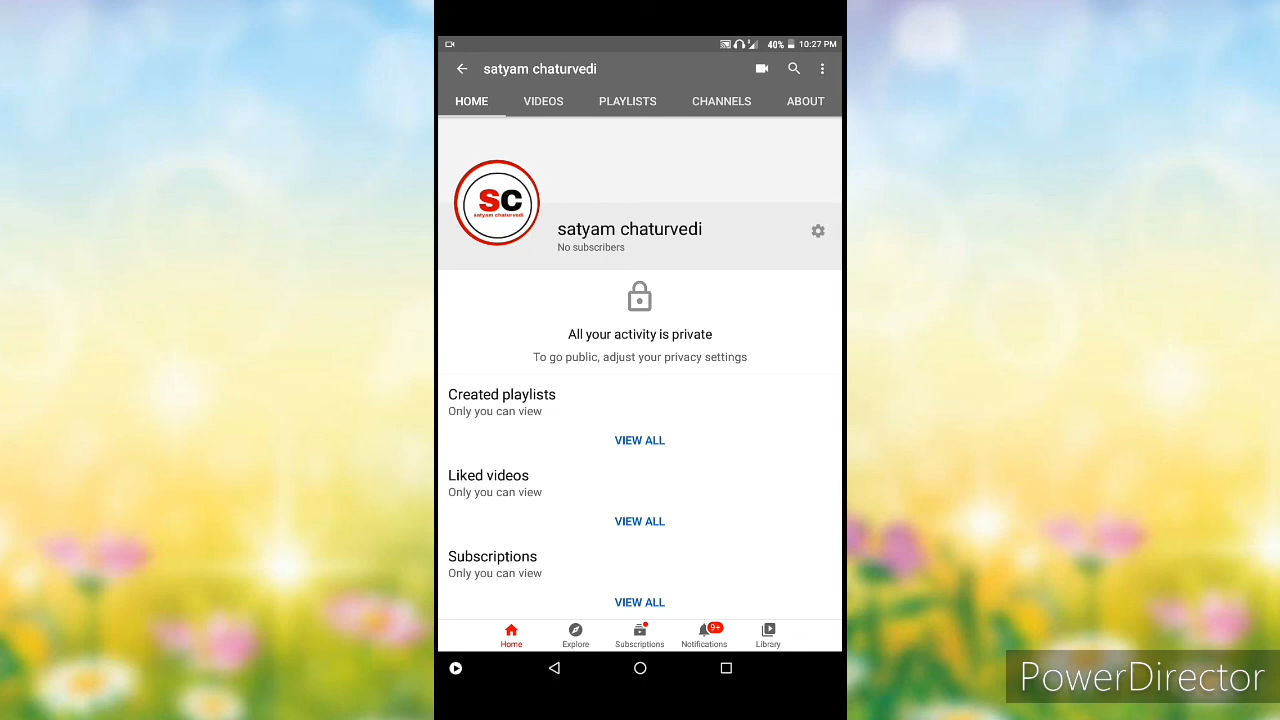 40% 10:27 PM
satyam chaturvedi
HOME VIDEOS PLAYLISTS CHANNELS ABOUT
SC
satyam chaturvedi
satyam chaturvedi
No subscribers
All your activity is private
To go public, adjust your privacy settings
Created playlists
Only you can view
VIEW ALL
Liked videos
Only you can view
VIEW ALL
Subscriptions
Only you can view
VIEW ALL
9+
Home Explore Subscriptions Notifications Library
PowerDirector